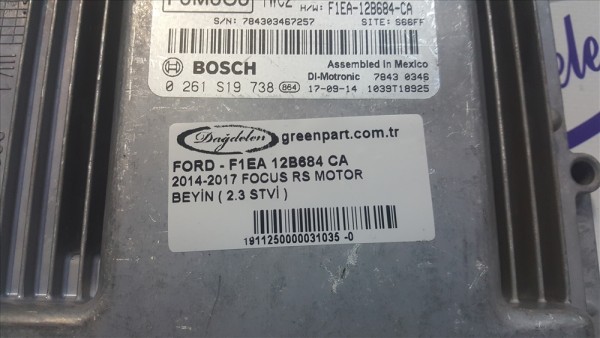 TWCZ H/W: F1EA-12B684-CA
S/N: 784303467257 SITE: S66FF
Assembled in Mexico
BOSCH DI-Motronic 7843 0346
0 261 S19 738 864 17-09-14 1039T18925
Dağdelen greenpart.com.tr
FORD - F1EA 12B684 CA
2014-2017 FOCUS RS MOTOR
BEYİN ( 2.3 STVİ )
1911250000031035 -0